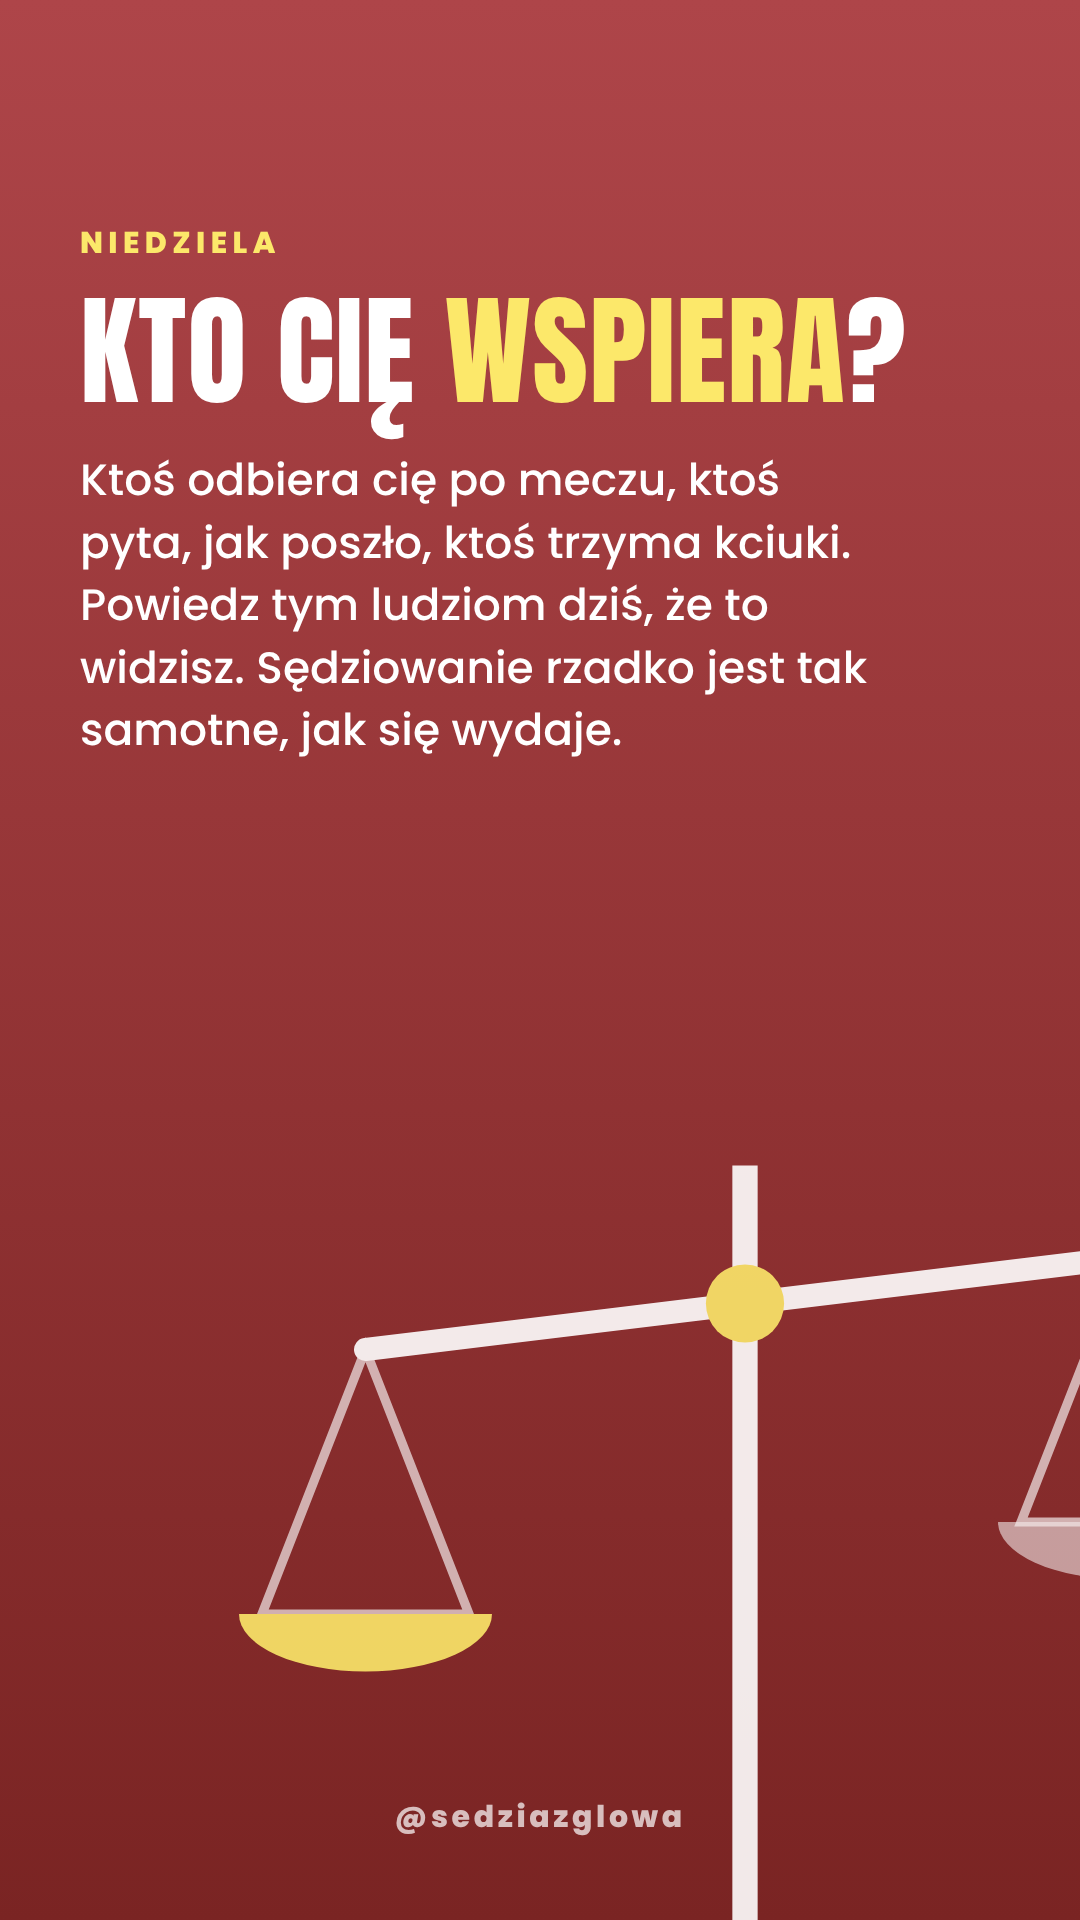 NIEDZIELA
KTO CIĘ WSPIERA?
Ktoś odbiera cię po meczu, ktoś
pyta, jak poszło, ktoś trzyma kciuki.
Powiedz tym ludziom dziś, że to
widzisz. Sędziowanie rzadko jest tak
samotne, jak się wydaje.
@sedziazglowa